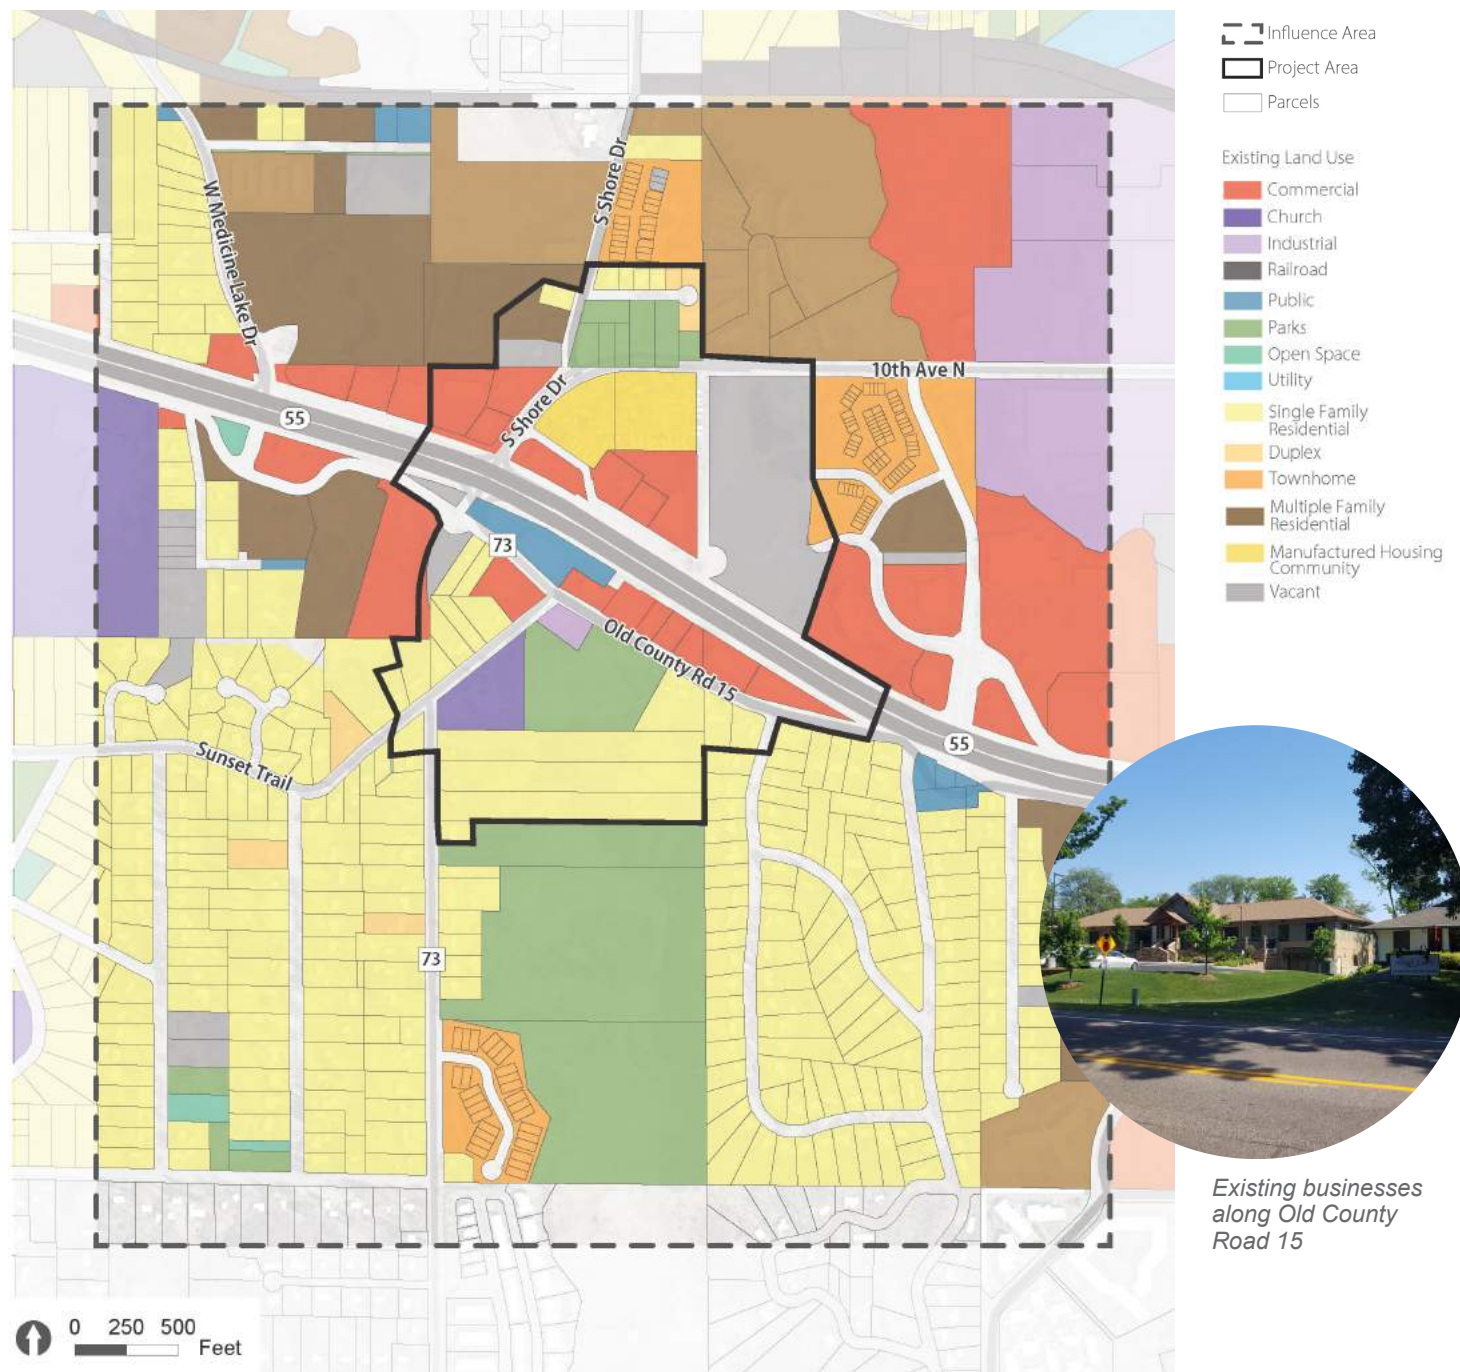 Influence Area
Project Area
Parcels
Existing Land Use
Commercial
Church
Industrial
Railroad
Public
Parks
Open Space
Utility
Single Family
Residential
Duplex
Townhome
Multiple Family
Residential
Manufactured Housing
Community
Vacant
W Medicine Lake Dr
S Shore Dr
S Shore Dr
10th Ave N
55
73
Old County Rd 15
Sunset Trail
55
73
0 250 500
Feet
Existing businesses
along Old County
Road 15